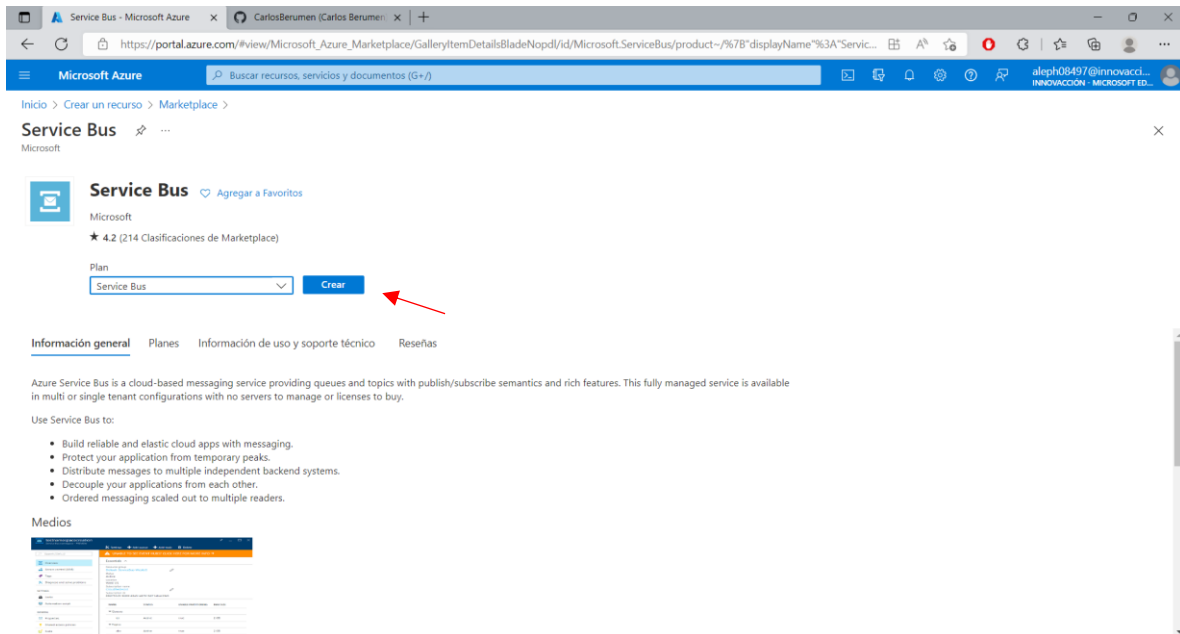 Service Bus - Microsoft Azure
CarlosBerumen (Carlos Berumen
https://portal.azure.com/#view/Microsoft_Azure_Marketplace/GalleryItemDetailsBladeNopdl/id/Microsoft.ServiceBus/product~/%7B"displayName"%3A"Servic...
Microsoft Azure
Buscar recursos, servicios y documentos (G+/)
aleph08497@innovacci...
INNOVACCIÓN - MICROSOFT ED...
Inicio > Crear un recurso > Marketplace >
Service Bus
Microsoft
Service Bus
Agregar a Favoritos
Microsoft
★ 4.2 (214 Clasificaciones de Marketplace)
Plan
Service Bus
Crear
Información general Planes Información de uso y soporte técnico Reseñas
Azure Service Bus is a cloud-based messaging service providing queues and topics with publish/subscribe semantics and rich features. This fully managed service is available
in multi or single tenant configurations with no servers to manage or licenses to buy.
Use Service Bus to:
• Build reliable and elastic cloud apps with messaging.
• Protect your application from temporary peaks.
• Distribute messages to multiple independent backend systems.
• Decouple your applications from each other.
• Ordered messaging scaled out to multiple readers.
Medios